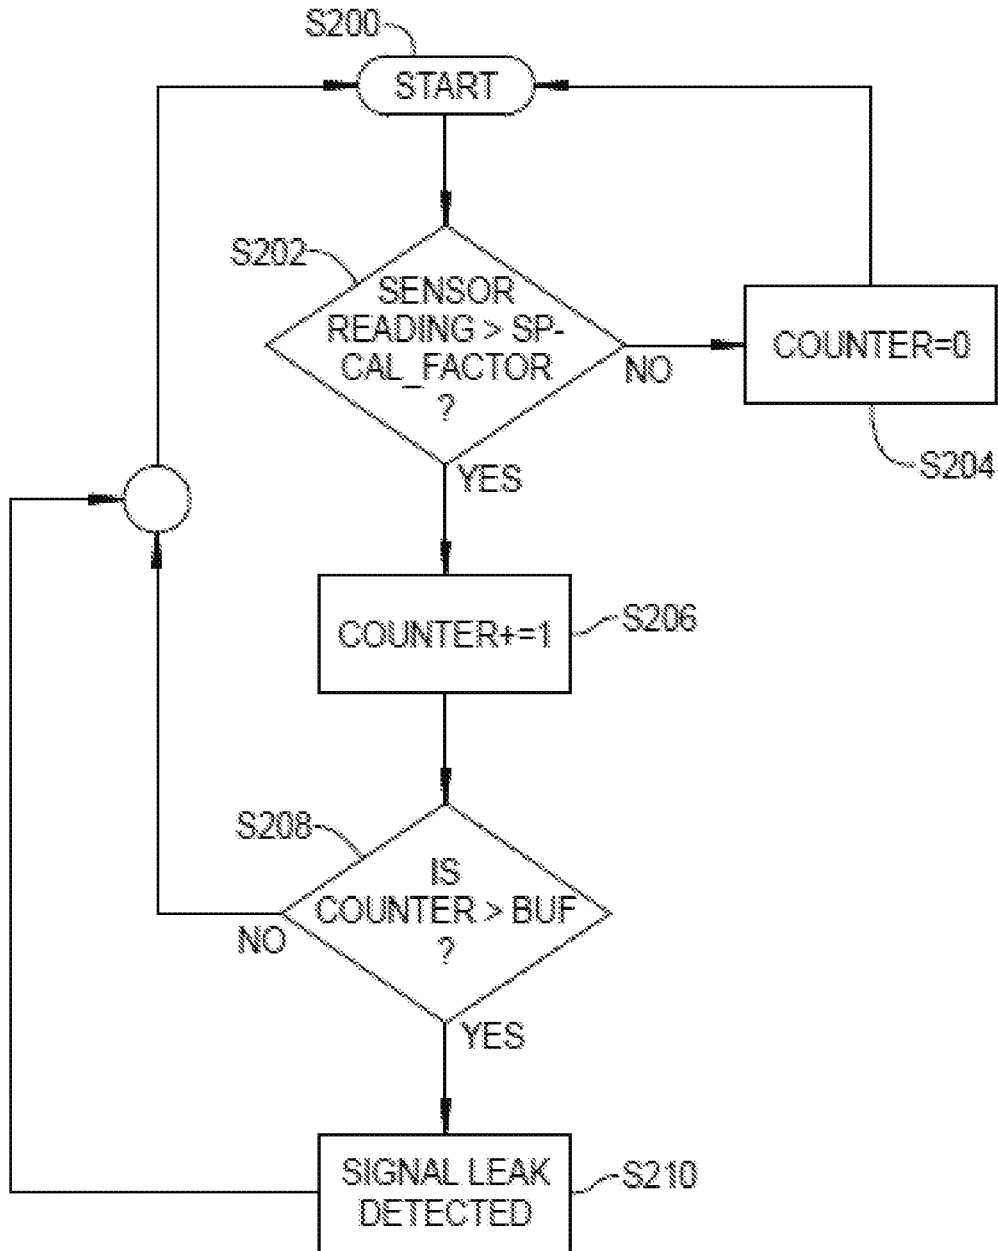 S200
START
S202
SENSOR
READING > SP-
CAL_FACTOR
?
NO
COUNTER=0
S204
YES
COUNTER+=1
S206
S208
IS
COUNTER > BUF
?
NO
YES
SIGNAL LEAK
DETECTED
S210